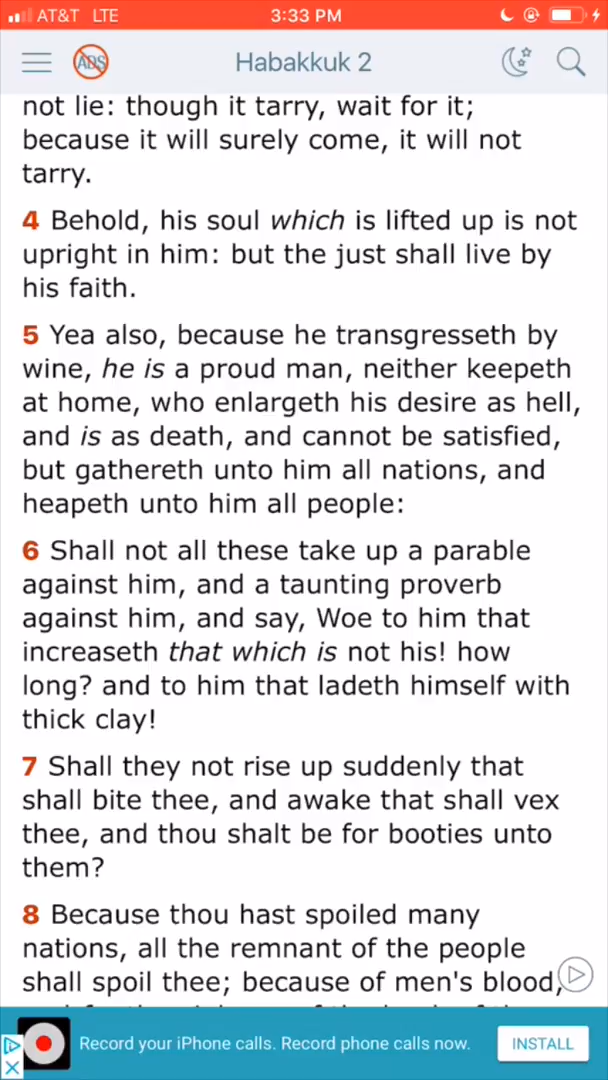 AT&T LTE 3:33 PM
ADS Habakkuk 2
not lie: though it tarry, wait for it;
because it will surely come, it will not
tarry.
4 Behold, his soul which is lifted up is not
upright in him: but the just shall live by
his faith.
5 Yea also, because he transgresseth by
wine, he is a proud man, neither keepeth
at home, who enlargeth his desire as hell,
and is as death, and cannot be satisfied,
but gathereth unto him all nations, and
heapeth unto him all people:
6 Shall not all these take up a parable
against him, and a taunting proverb
against him, and say, Woe to him that
increaseth that which is not his! how
long? and to him that ladeth himself with
thick clay!
7 Shall they not rise up suddenly that
shall bite thee, and awake that shall vex
thee, and thou shalt be for booties unto
them?
8 Because thou hast spoiled many
nations, all the remnant of the people
shall spoil thee; because of men's blood,
Record your iPhone calls. Record phone calls now. INSTALL